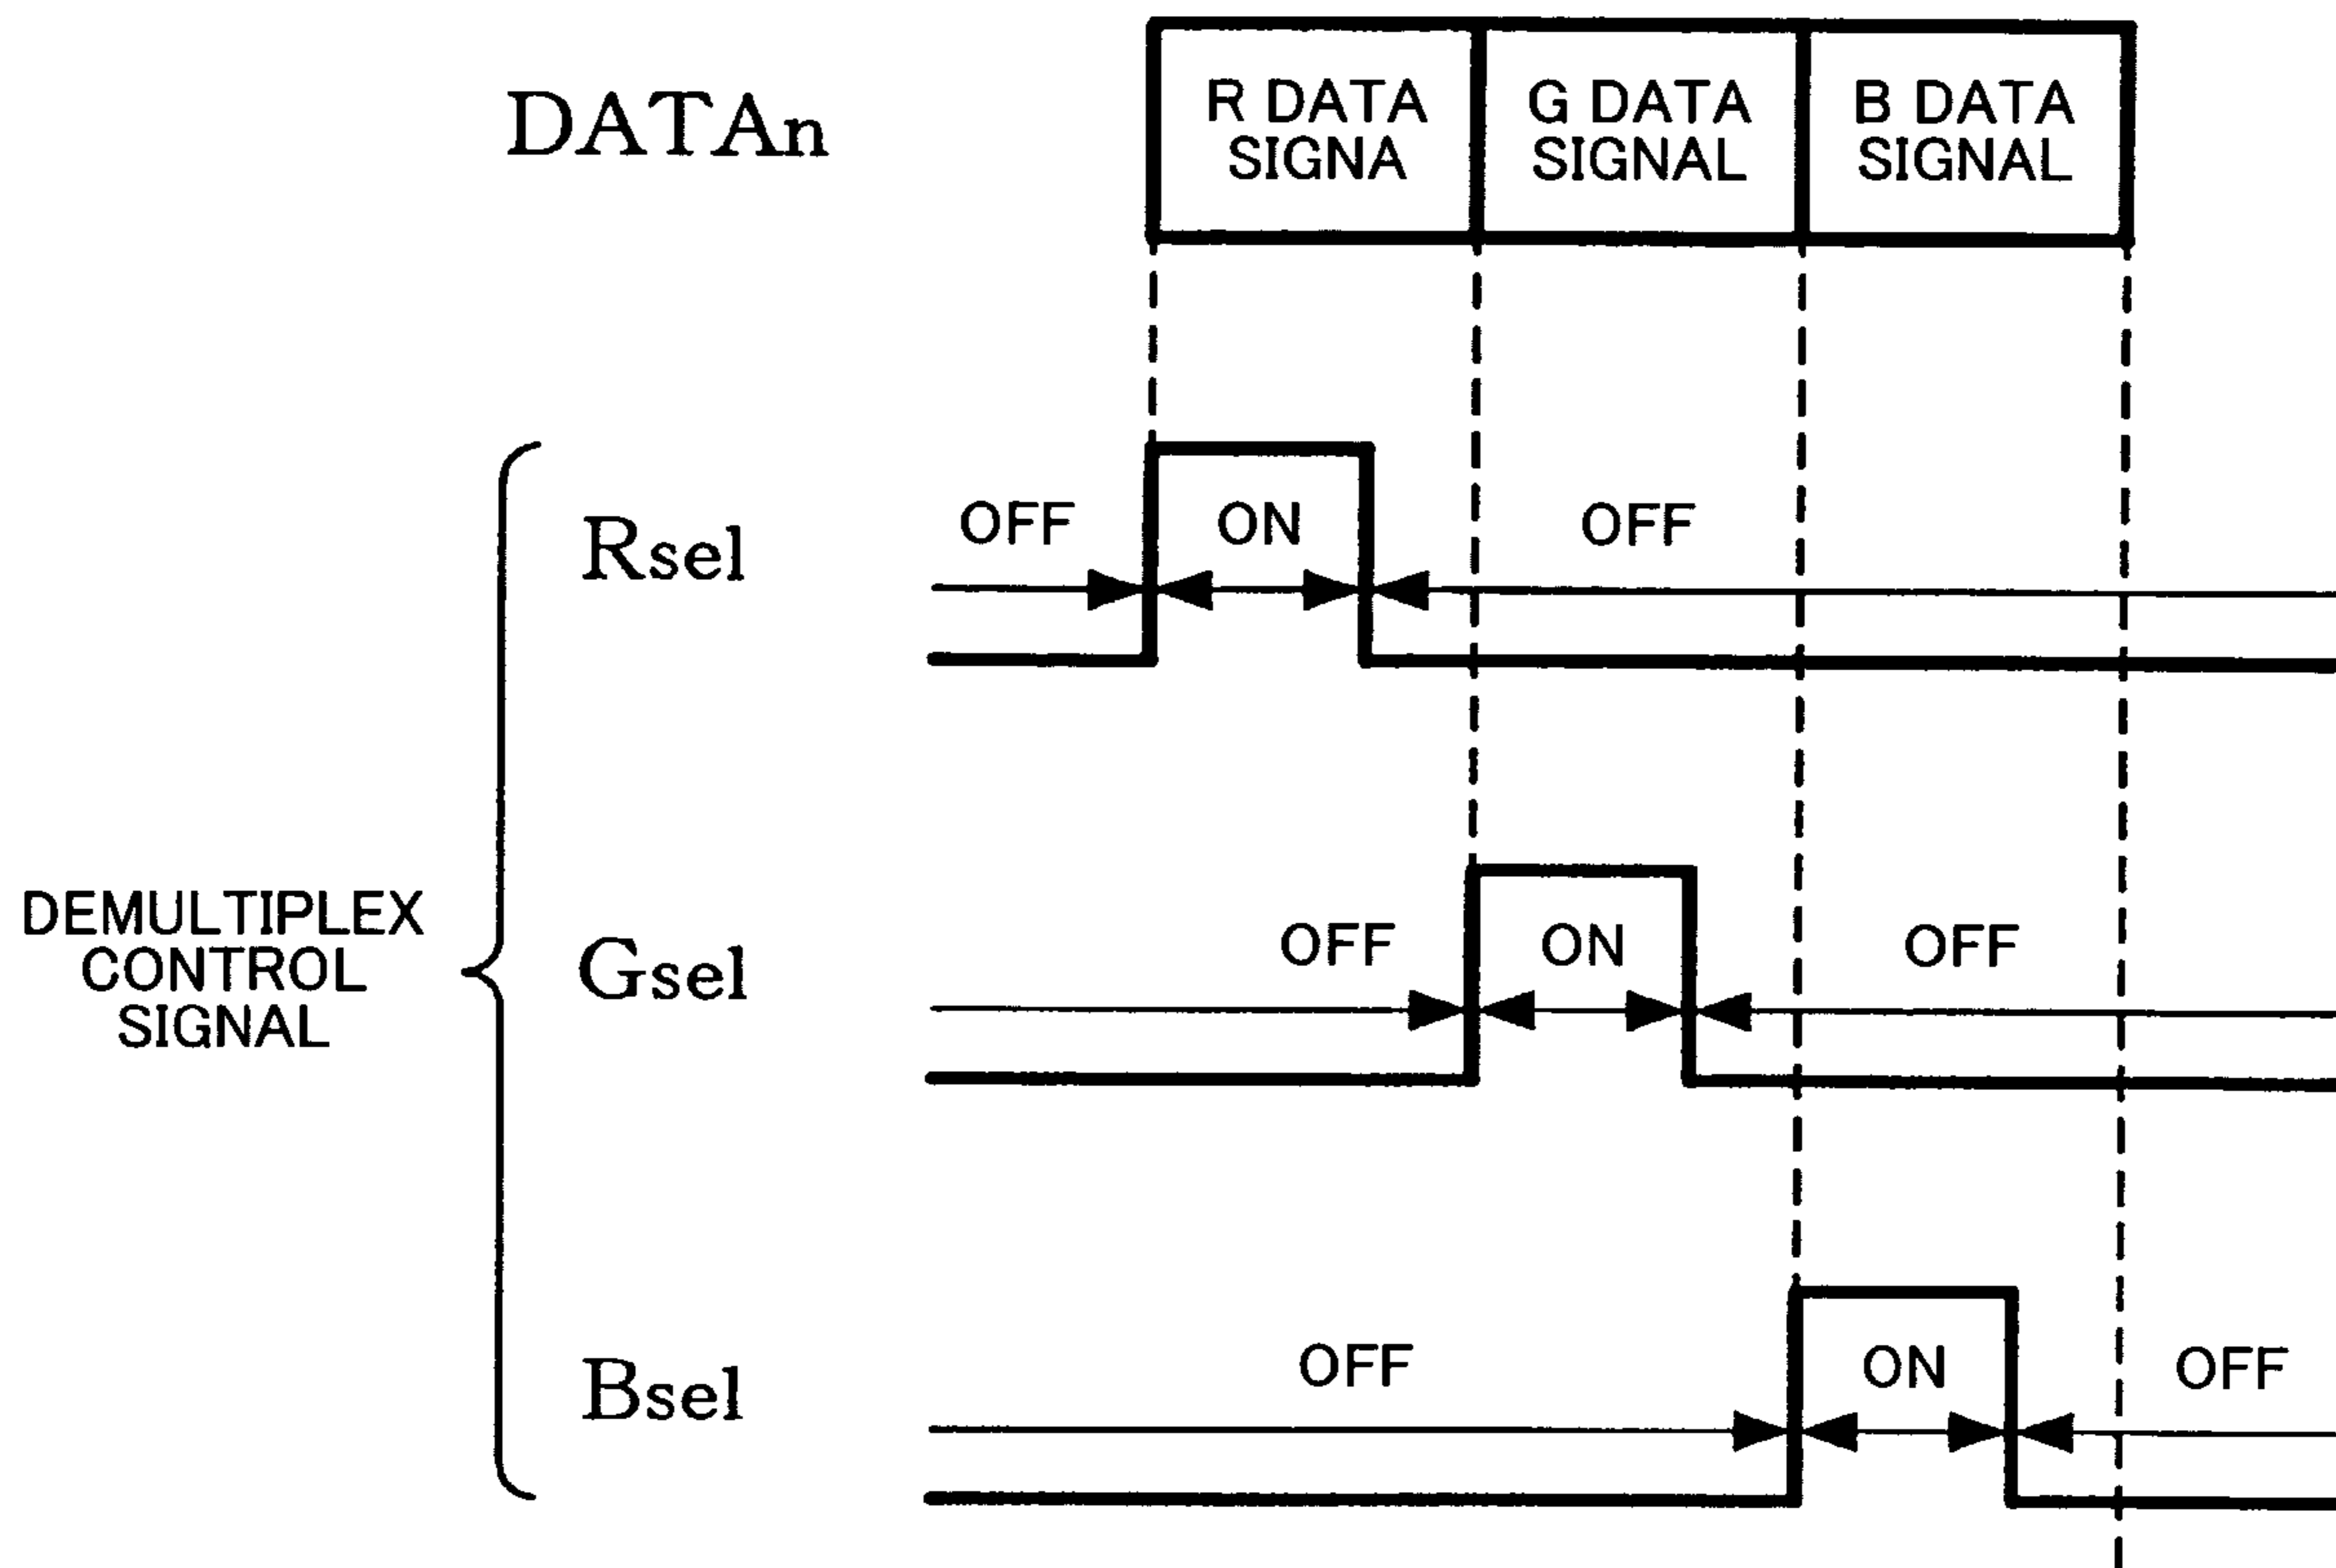 DATAn
R DATA
SIGNA
G DATA
SIGNAL
B DATA
SIGNAL
Rsel
OFF
ON
OFF
DEMULTIPLEX
CONTROL
SIGNAL
Gsel
OFF
ON
OFF
Bsel
OFF
ON
OFF